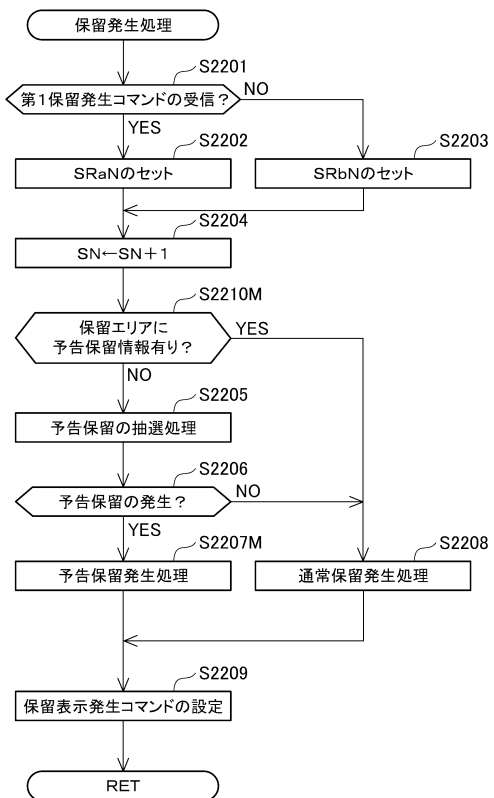 保留発生処理
S2201
第1保留発生コマンドの受信？
NO
YES
S2202
SRaNのセット
S2203
SRbNのセット
S2204
SN←SN＋1
S2210M
保留エリアに
予告保留情報有り？
YES
NO
S2205
予告保留の抽選処理
S2206
予告保留の発生？
NO
YES
S2207M
予告保留発生処理
S2208
通常保留発生処理
S2209
保留表示発生コマンドの設定
RET